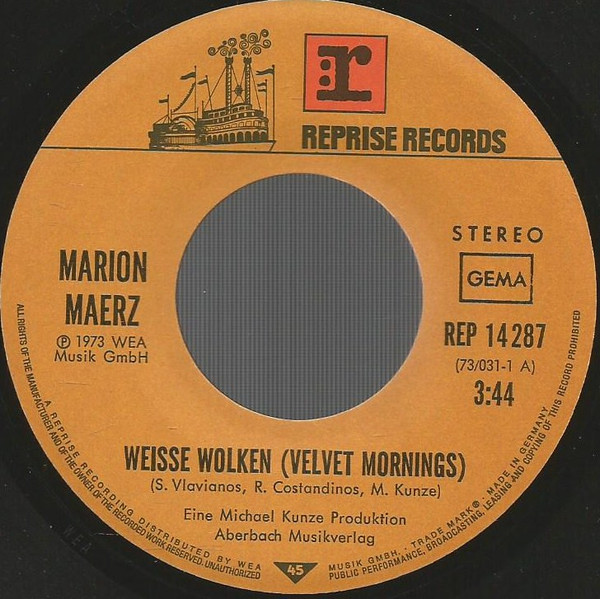 r
REPRISE RECORDS
MARION
MAERZ
℗ 1973 WEA
Musik GmbH
STEREO
GEMA
REP 14 287
(73/031-1 A)
3:44
WEISSE WOLKEN (VELVET MORNINGS)
(S. Vlavianos, R. Costandinos, M. Kunze)
Eine Michael Kunze Produktion
Aberbach Musikverlag
45
A REPRISE RECORDING DISTRIBUTED BY WEA MUSIK GMBH. · TRADE MARK® · MADE IN GERMANY
ALL RIGHTS OF THE MANUFACTURER AND OF THE OWNER OF THE RECORDED WORK RESERVED. UNAUTHORIZED PUBLIC PERFORMANCE, BROADCASTING, LEASING AND COPYING OF THIS RECORD PROHIBITED
WEA